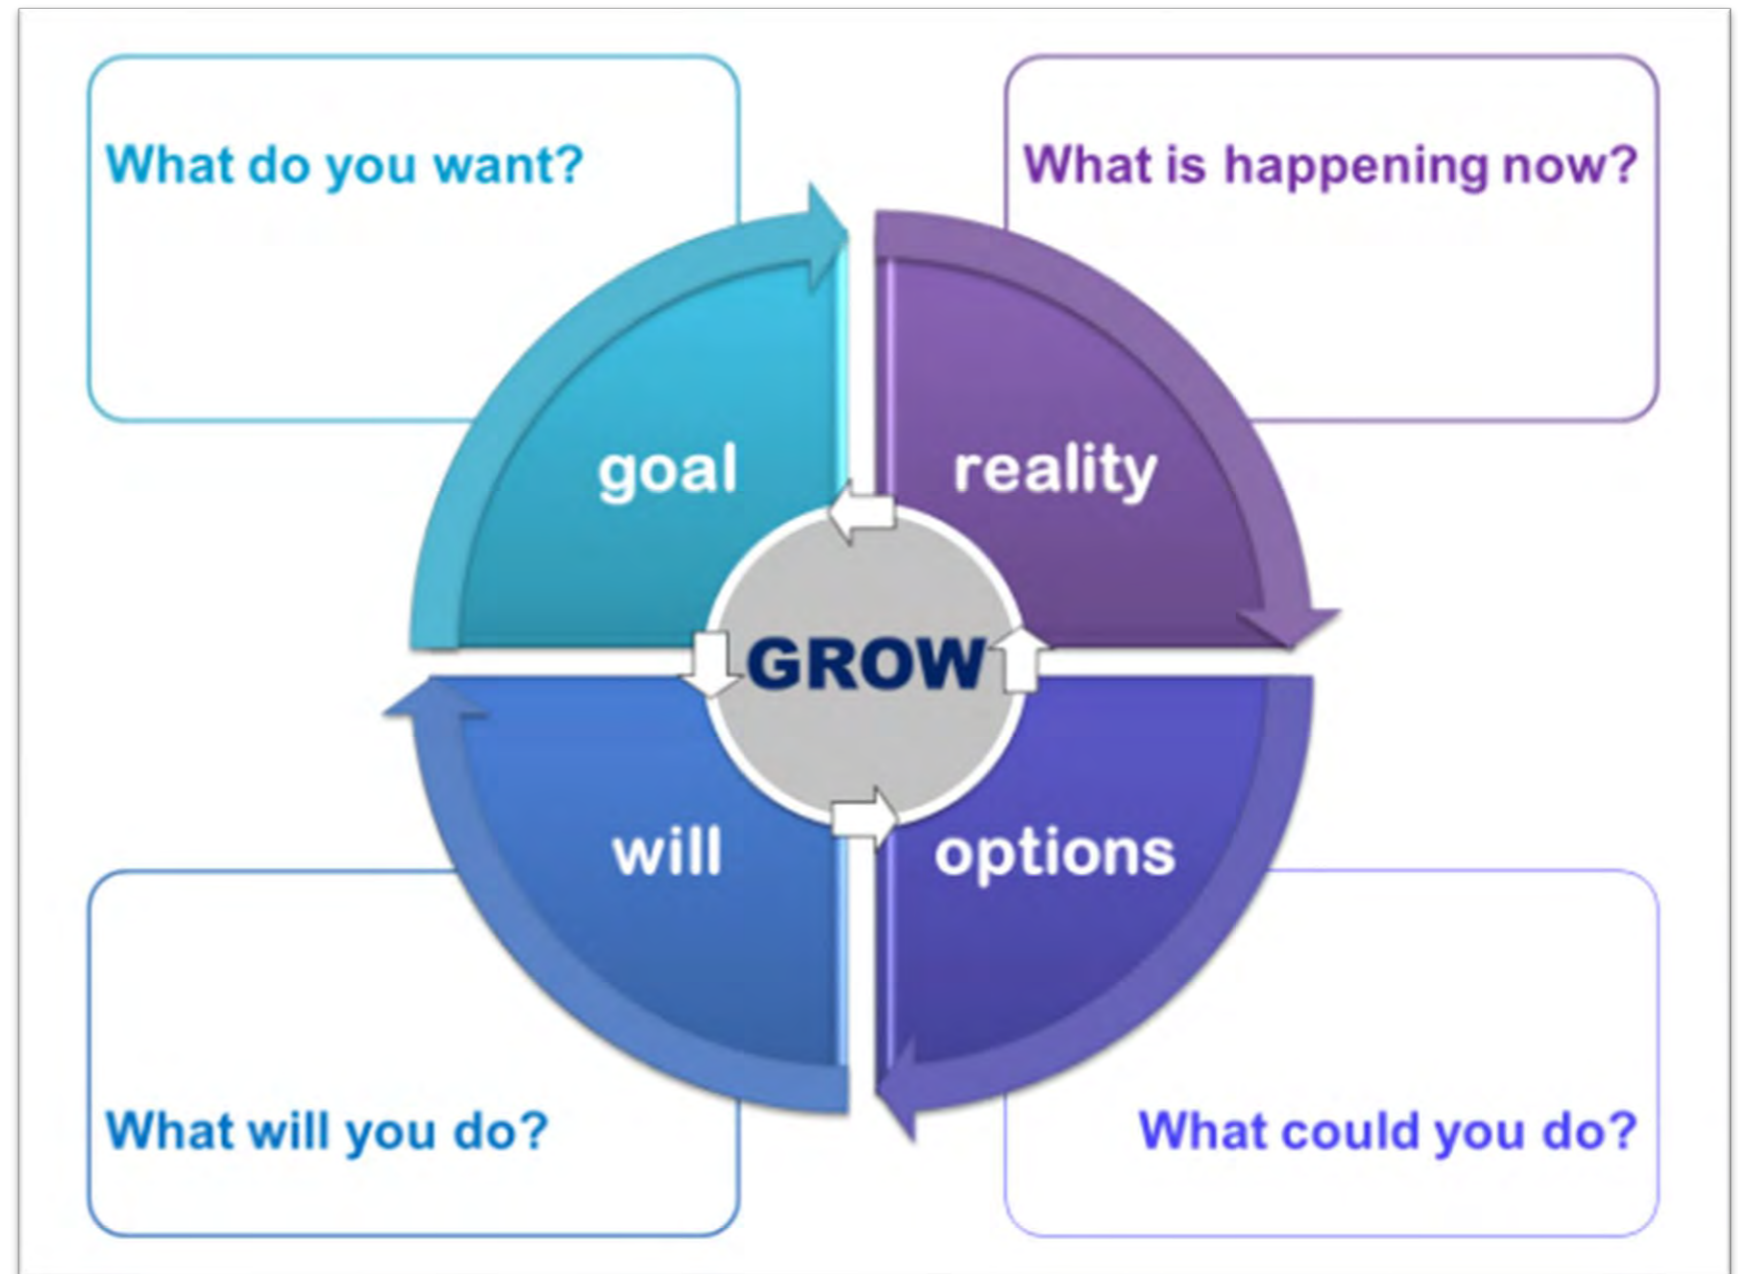 What do you want?
What is happening now?
goal
reality
GROW
will
options
What will you do?
What could you do?